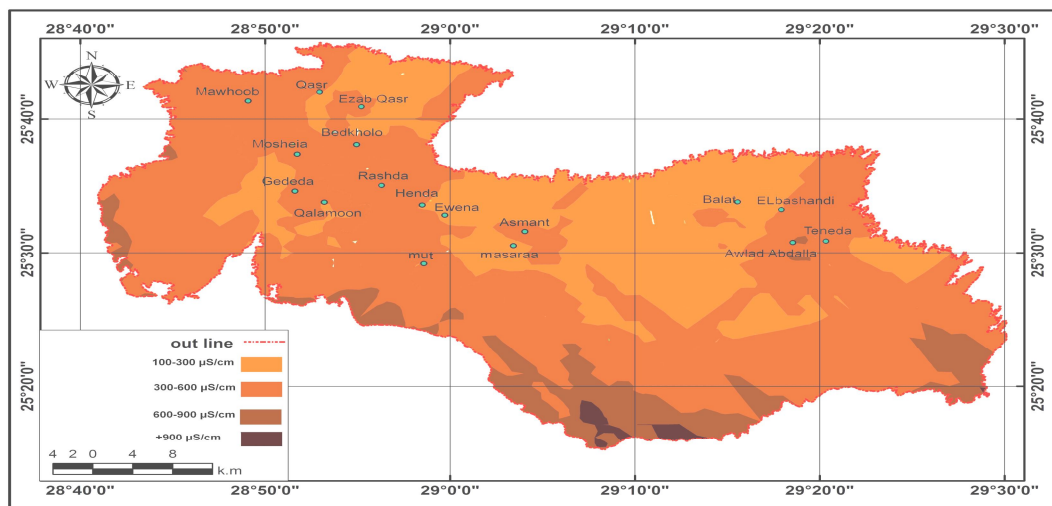 28°40'0" 28°50'0" 29°0'0" 29°10'0" 29°20'0" 29°30'0"
N
W E
S
25°40'0" 25°40'0"
25°30'0" 25°30'0"
25°20'0" 25°20'0"
Qasr
Mawhoob
Ezab Qasr
Bedkholo
Mosheia
Rashda
Gededa
Henda
Qalamoon
Ewena
Asmant
masaraa
mut
Balat
ELbashandi
Teneda
Awlad Abdalla
out line
100-300 µS/cm
300-600 µS/cm
600-900 µS/cm
+900 µS/cm
4 2 0 4 8
k.m
28°40'0" 28°50'0" 29°0'0" 29°10'0" 29°20'0" 29°30'0"